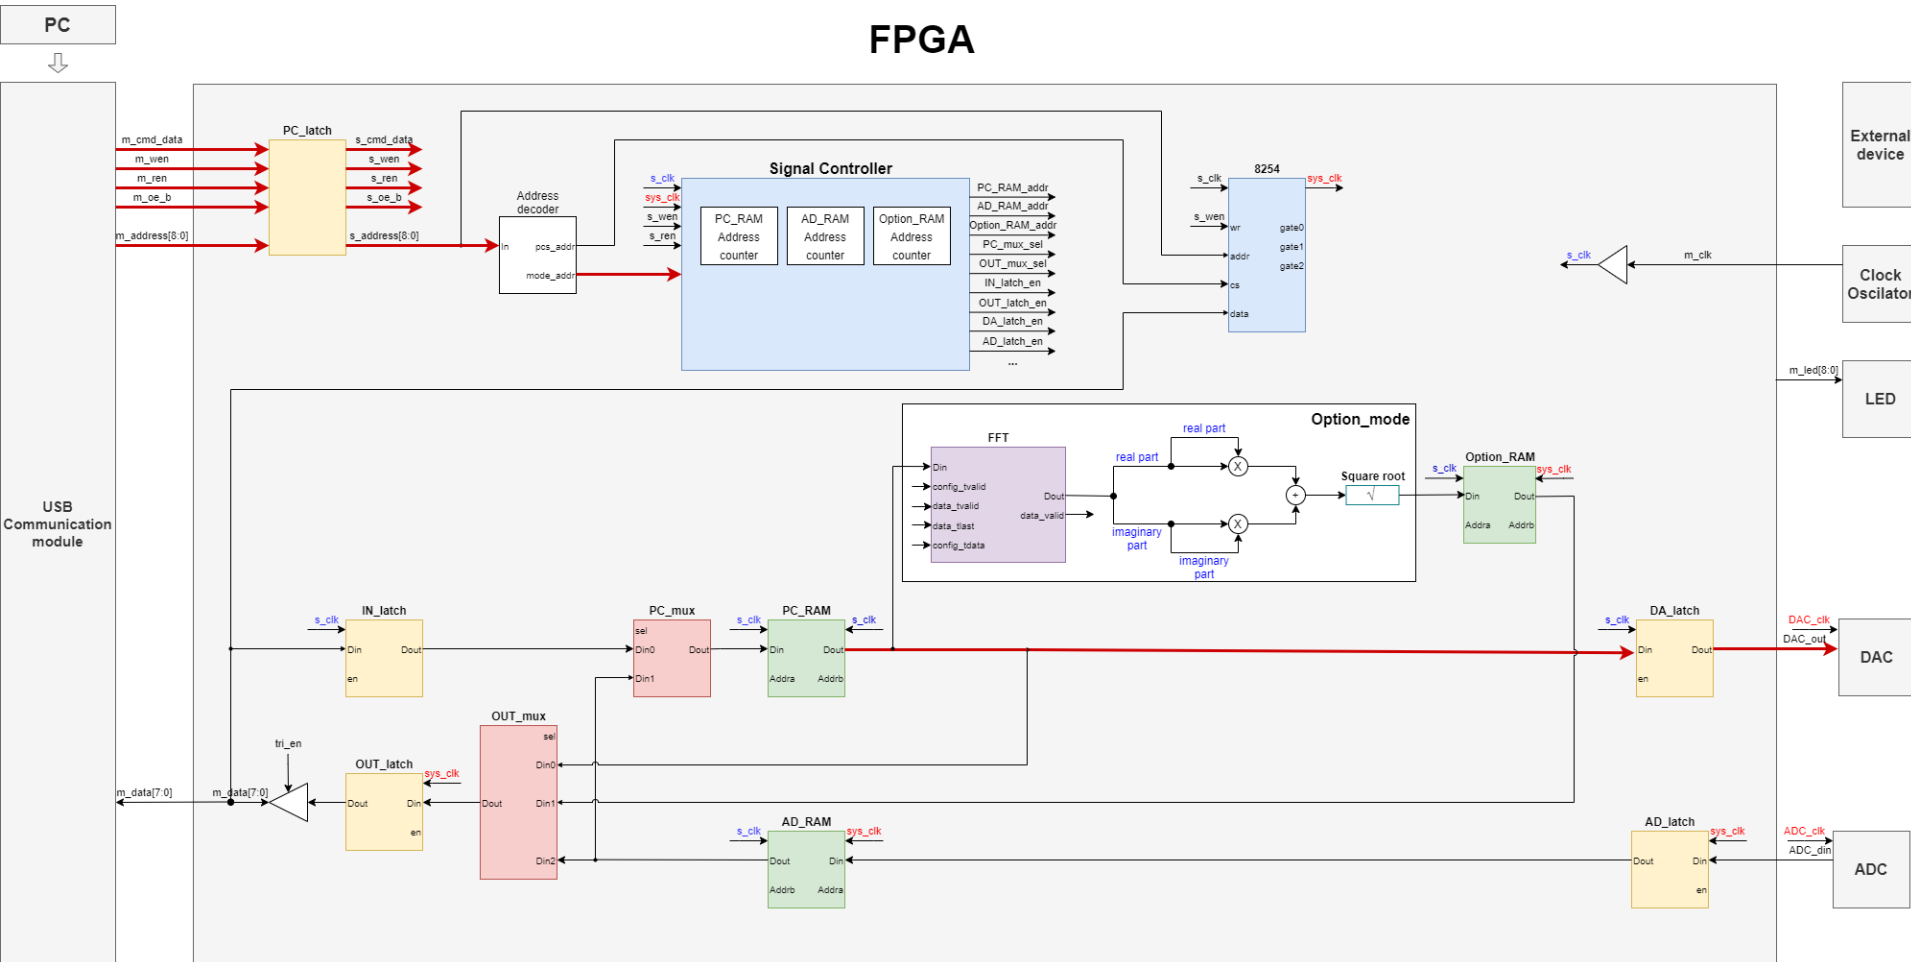 PC
FPGA
USB
Communication
module
m_cmd_data
m_wen
m_ren
m_oe_b
m_address[8:0]
PC_latch
s_cmd_data
s_wen
s_ren
s_oe_b
s_address[8:0]
Address
decoder
In
pcs_addr
mode_addr
Signal Controller
s_clk
sys_clk
s_wen
s_ren
PC_RAM
Address
counter
AD_RAM
Address
counter
Option_RAM
Address
counter
PC_RAM_addr
AD_RAM_addr
Option_RAM_addr
PC_mux_sel
OUT_mux_sel
IN_latch_en
OUT_latch_en
DA_latch_en
AD_latch_en
...
8254
s_clk
s_wen
wr
addr
cs
data
gate0
gate1
gate2
sys_clk
s_clk
m_clk
External
device
Clock
Oscilator
m_led[8:0]
LED
Option_mode
FFT
Din
config_tvalid
data_tvalid
data_tlast
config_tdata
Dout
data_valid
real part
real part
imaginary
part
imaginary
part
X
X
+
Square root
√
Option_RAM
s_clk
sys_clk
Din
Dout
Addra
Addrb
IN_latch
s_clk
Din
Dout
en
PC_mux
sel
Din0
Dout
Din1
PC_RAM
s_clk
s_clk
Din
Dout
Addra
Addrb
DA_latch
s_clk
Din
Dout
en
DAC_clk
DAC_out
DAC
OUT_mux
sel
Din0
Din1
Dout
Din2
tri_en
OUT_latch
sys_clk
Dout
Din
en
m_data[7:0]
m_data[7:0]
AD_RAM
s_clk
sys_clk
Dout
Din
Addrb
Addra
AD_latch
sys_clk
Dout
Din
en
ADC_clk
ADC_din
ADC